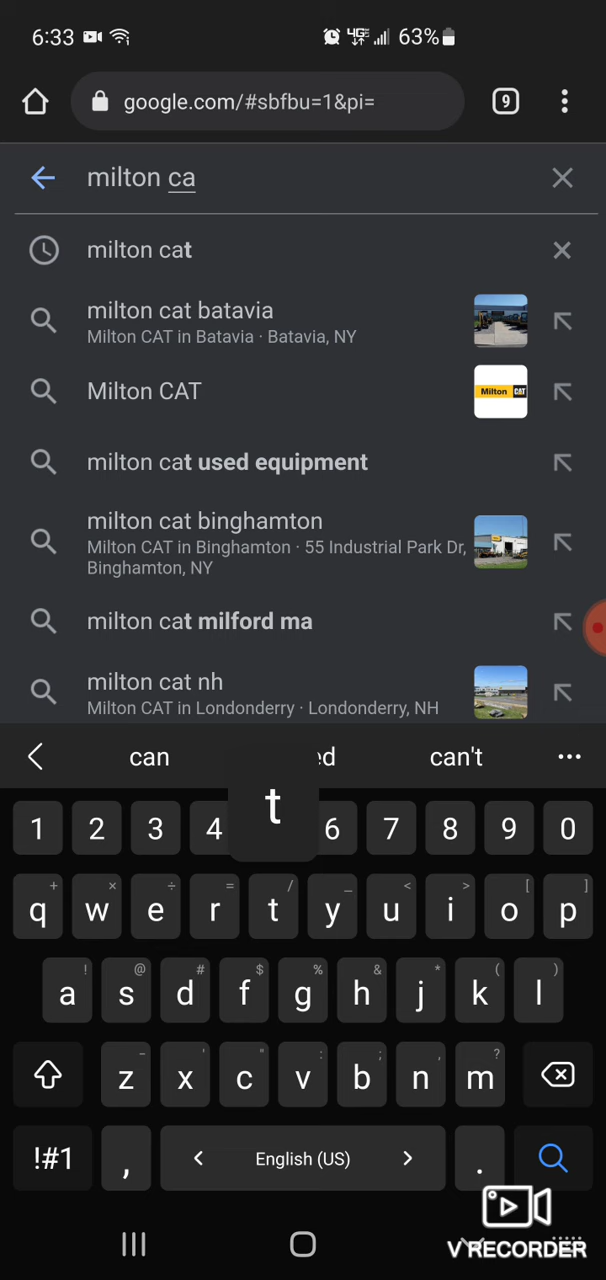 6:33 63%
google.com/#sbfbu=1&pi= 9
milton ca
milton cat
milton cat batavia
Milton CAT in Batavia · Batavia, NY
Milton CAT
Milton CAT
milton cat used equipment
milton cat binghamton
Milton CAT in Binghamton · 55 Industrial Park Dr,
Binghamton, NY
milton cat milford ma
milton cat nh
Milton CAT in Londonderry · Londonderry, NH
can ed can't •••
t
1 2 3 4 6 7 8 9 0
+ × ÷ = / _ < > [ ]
q w e r t y u i o p
! @ # $ % & * ( )
a s d f g h j k l
- ' " : ; , ?
z x c v b n m
!#1 , < English (US) > .
V RECORDER